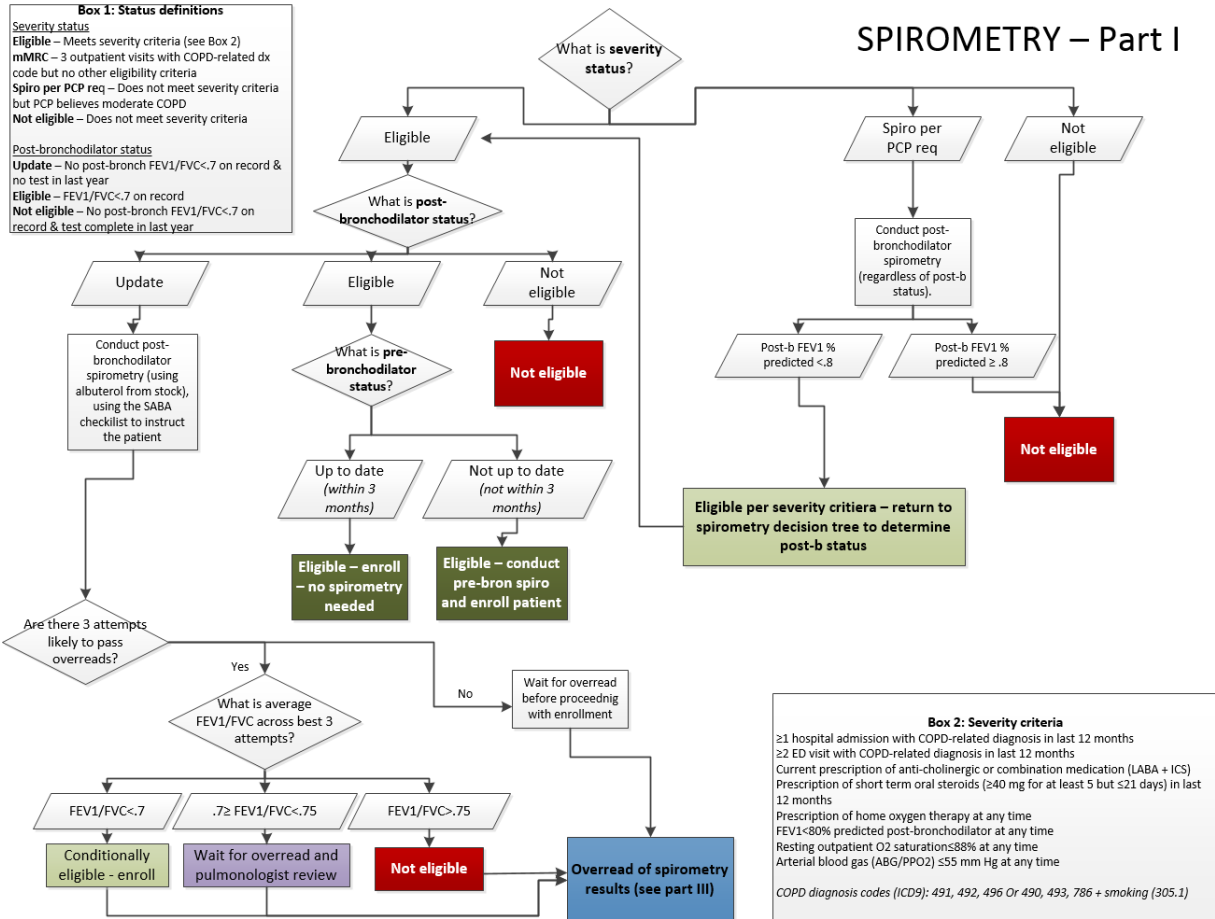 Box 1: Status definitions
Severity status
Eligible – Meets severity criteria (see Box 2)
mMRC – 3 outpatient visits with COPD-related dx
code but no other eligibility criteria
Spiro per PCP req – Does not meet severity criteria
but PCP believes moderate COPD
Not eligible – Does not meet severity criteria
Post-bronchodilator status
Update – No post-bronch FEV1/FVC<.7 on record &
no test in last year
Eligible – FEV1/FVC<.7 on record
Not eligible – No post-bronch FEV1/FVC<.7 on
record & test complete in last year
SPIROMETRY – Part I
What is severity
status?
Eligible
Spiro per
PCP req
Not
eligible
What is post-
bronchodilator status?
Conduct post-
bronchodilator
spirometry
(regardless of post-b
status).
Update
Eligible
Not
eligible
Conduct post-
bronchodilator
spirometry (using
albuterol from stock),
using the SABA
checklist to instruct
the patient
What is pre-
bronchodilator
status?
Not eligible
Post-b FEV1 %
predicted <.8
Post-b FEV1 %
predicted ≥ .8
Not eligible
Up to date
(within 3
months)
Not up to date
(not within 3
months)
Eligible per severity critiera – return to
spirometry decision tree to determine
post-b status
Eligible – enroll
– no spirometry
needed
Eligible – conduct
pre-bron spiro
and enroll patient
Are there 3 attempts
likely to pass
overreads?
Yes
No
What is average
FEV1/FVC across best 3
attempts?
Wait for overread
before proceednig
with enrollment
FEV1/FVC<.7
.7≥ FEV1/FVC<.75
FEV1/FVC>.75
Conditionally
eligible - enroll
Wait for overread and
pulmonologist review
Not eligible
Overread of spirometry
results (see part III)
Box 2: Severity criteria
≥1 hospital admission with COPD-related diagnosis in last 12 months
≥2 ED visit with COPD-related diagnosis in last 12 months
Current prescription of anti-cholinergic or combination medication (LABA + ICS)
Prescription of short term oral steroids (≥40 mg for at least 5 but ≤21 days) in last
12 months
Prescription of home oxygen therapy at any time
FEV1<80% predicted post-bronchodilator at any time
Resting outpatient O2 saturation≤88% at any time
Arterial blood gas (ABG/PPO2) ≤55 mm Hg at any time
COPD diagnosis codes (ICD9): 491, 492, 496 Or 490, 493, 786 + smoking (305.1)